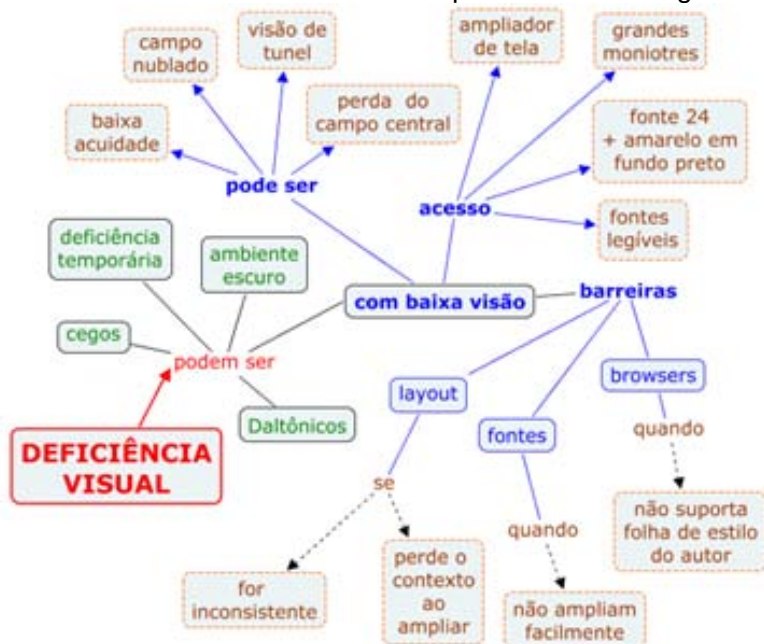 campo
nublado
visão de
tunel
ampliador
de tela
grandes
moniotres
baixa
acuidade
perda do
campo central
fonte 24
+ amarelo em
fundo preto
pode ser
acesso
fontes
legíveis
deficiência
temporária
ambiente
escuro
com baixa visão
barreiras
cegos
podem ser
layout
browsers
Daltônicos
fontes
quando
DEFICIÊNCIA
VISUAL
se
quando
não suporta
folha de estilo
do autor
for
inconsistente
perde o
contexto
ao
ampliar
não ampliam
facilmente